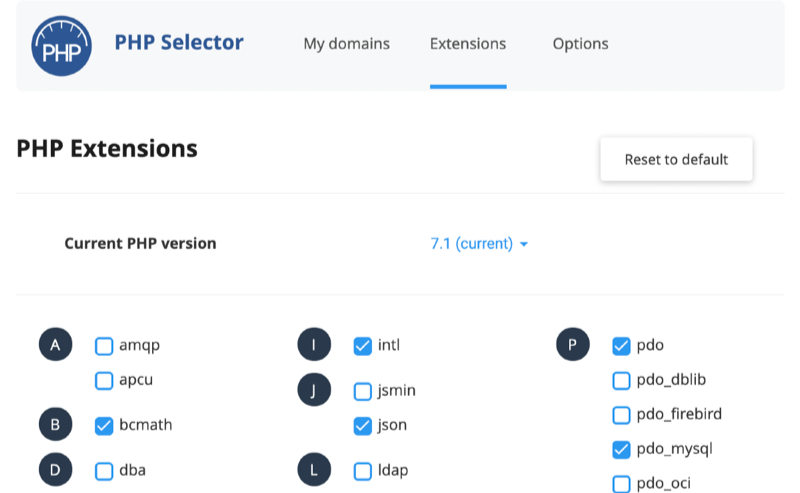 PHP PHP Selector My domains Extensions Options
PHP Extensions
Reset to default
Current PHP version 7.1 (current)
A amqp
apcu
B bcmath
D dba
I intl
J jsmin
json
L ldap
P pdo
pdo_dblib
pdo_firebird
pdo_mysql
pdo_oci